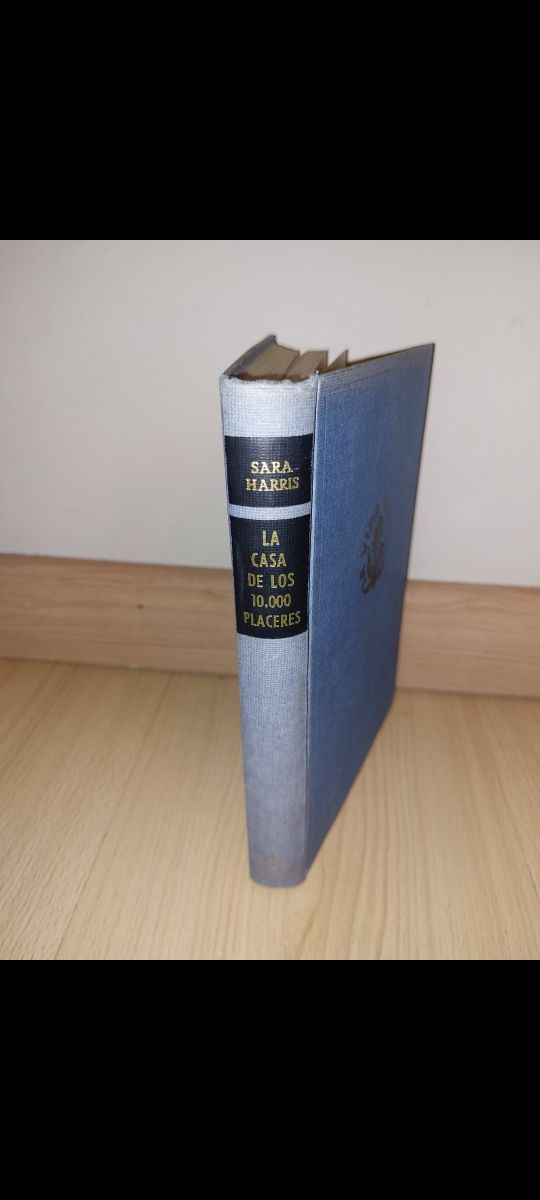 SARA
HARRIS
LA
CASA
DE LOS
10.000
PLACERES